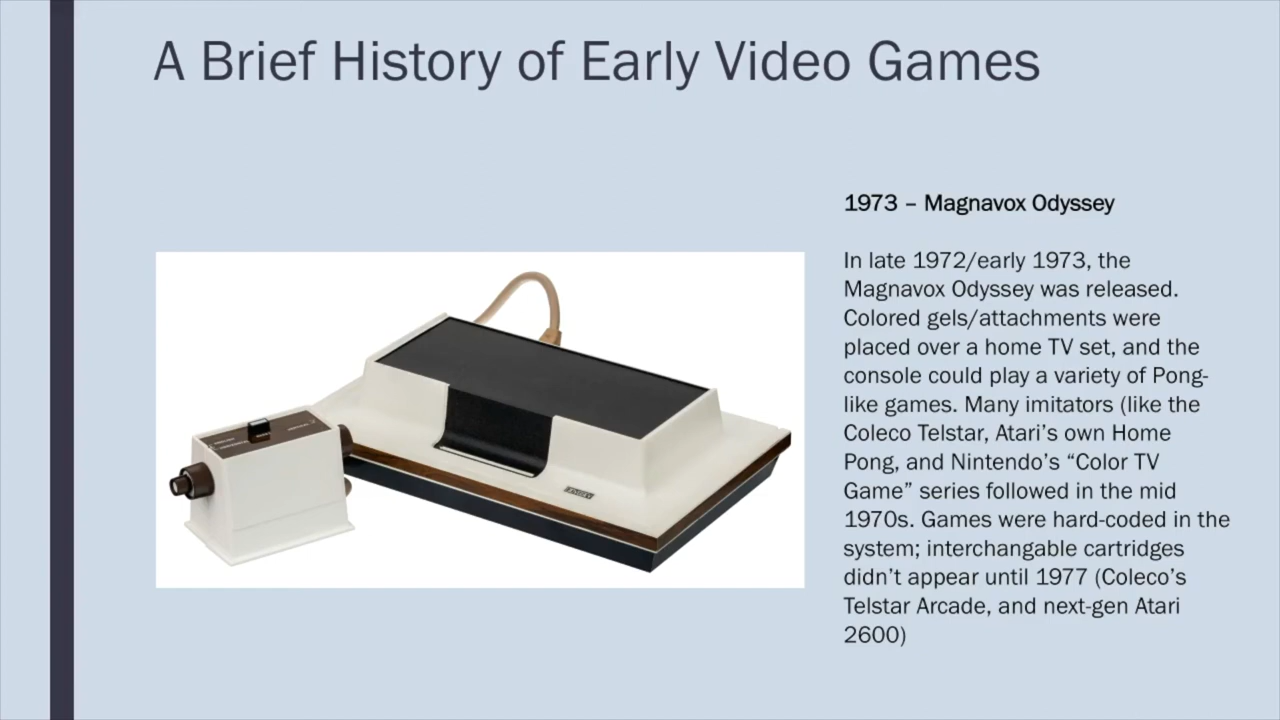 A Brief History of Early Video Games
1973 – Magnavox Odyssey
In late 1972/early 1973, the
Magnavox Odyssey was released.
Colored gels/attachments were
placed over a home TV set, and the
console could play a variety of Pong-
like games. Many imitators (like the
Coleco Telstar, Atari’s own Home
Pong, and Nintendo’s “Color TV
Game” series followed in the mid
1970s. Games were hard-coded in the
system; interchangable cartridges
didn’t appear until 1977 (Coleco’s
Telstar Arcade, and next-gen Atari
2600)